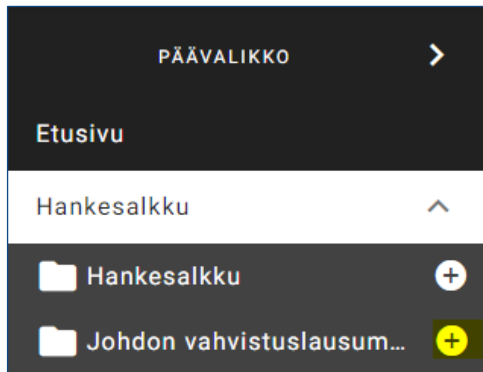 PÄÄVALIKKO
Etusivu
Hankesalkku
Hankesalkku
Johdon vahvistuslausum...